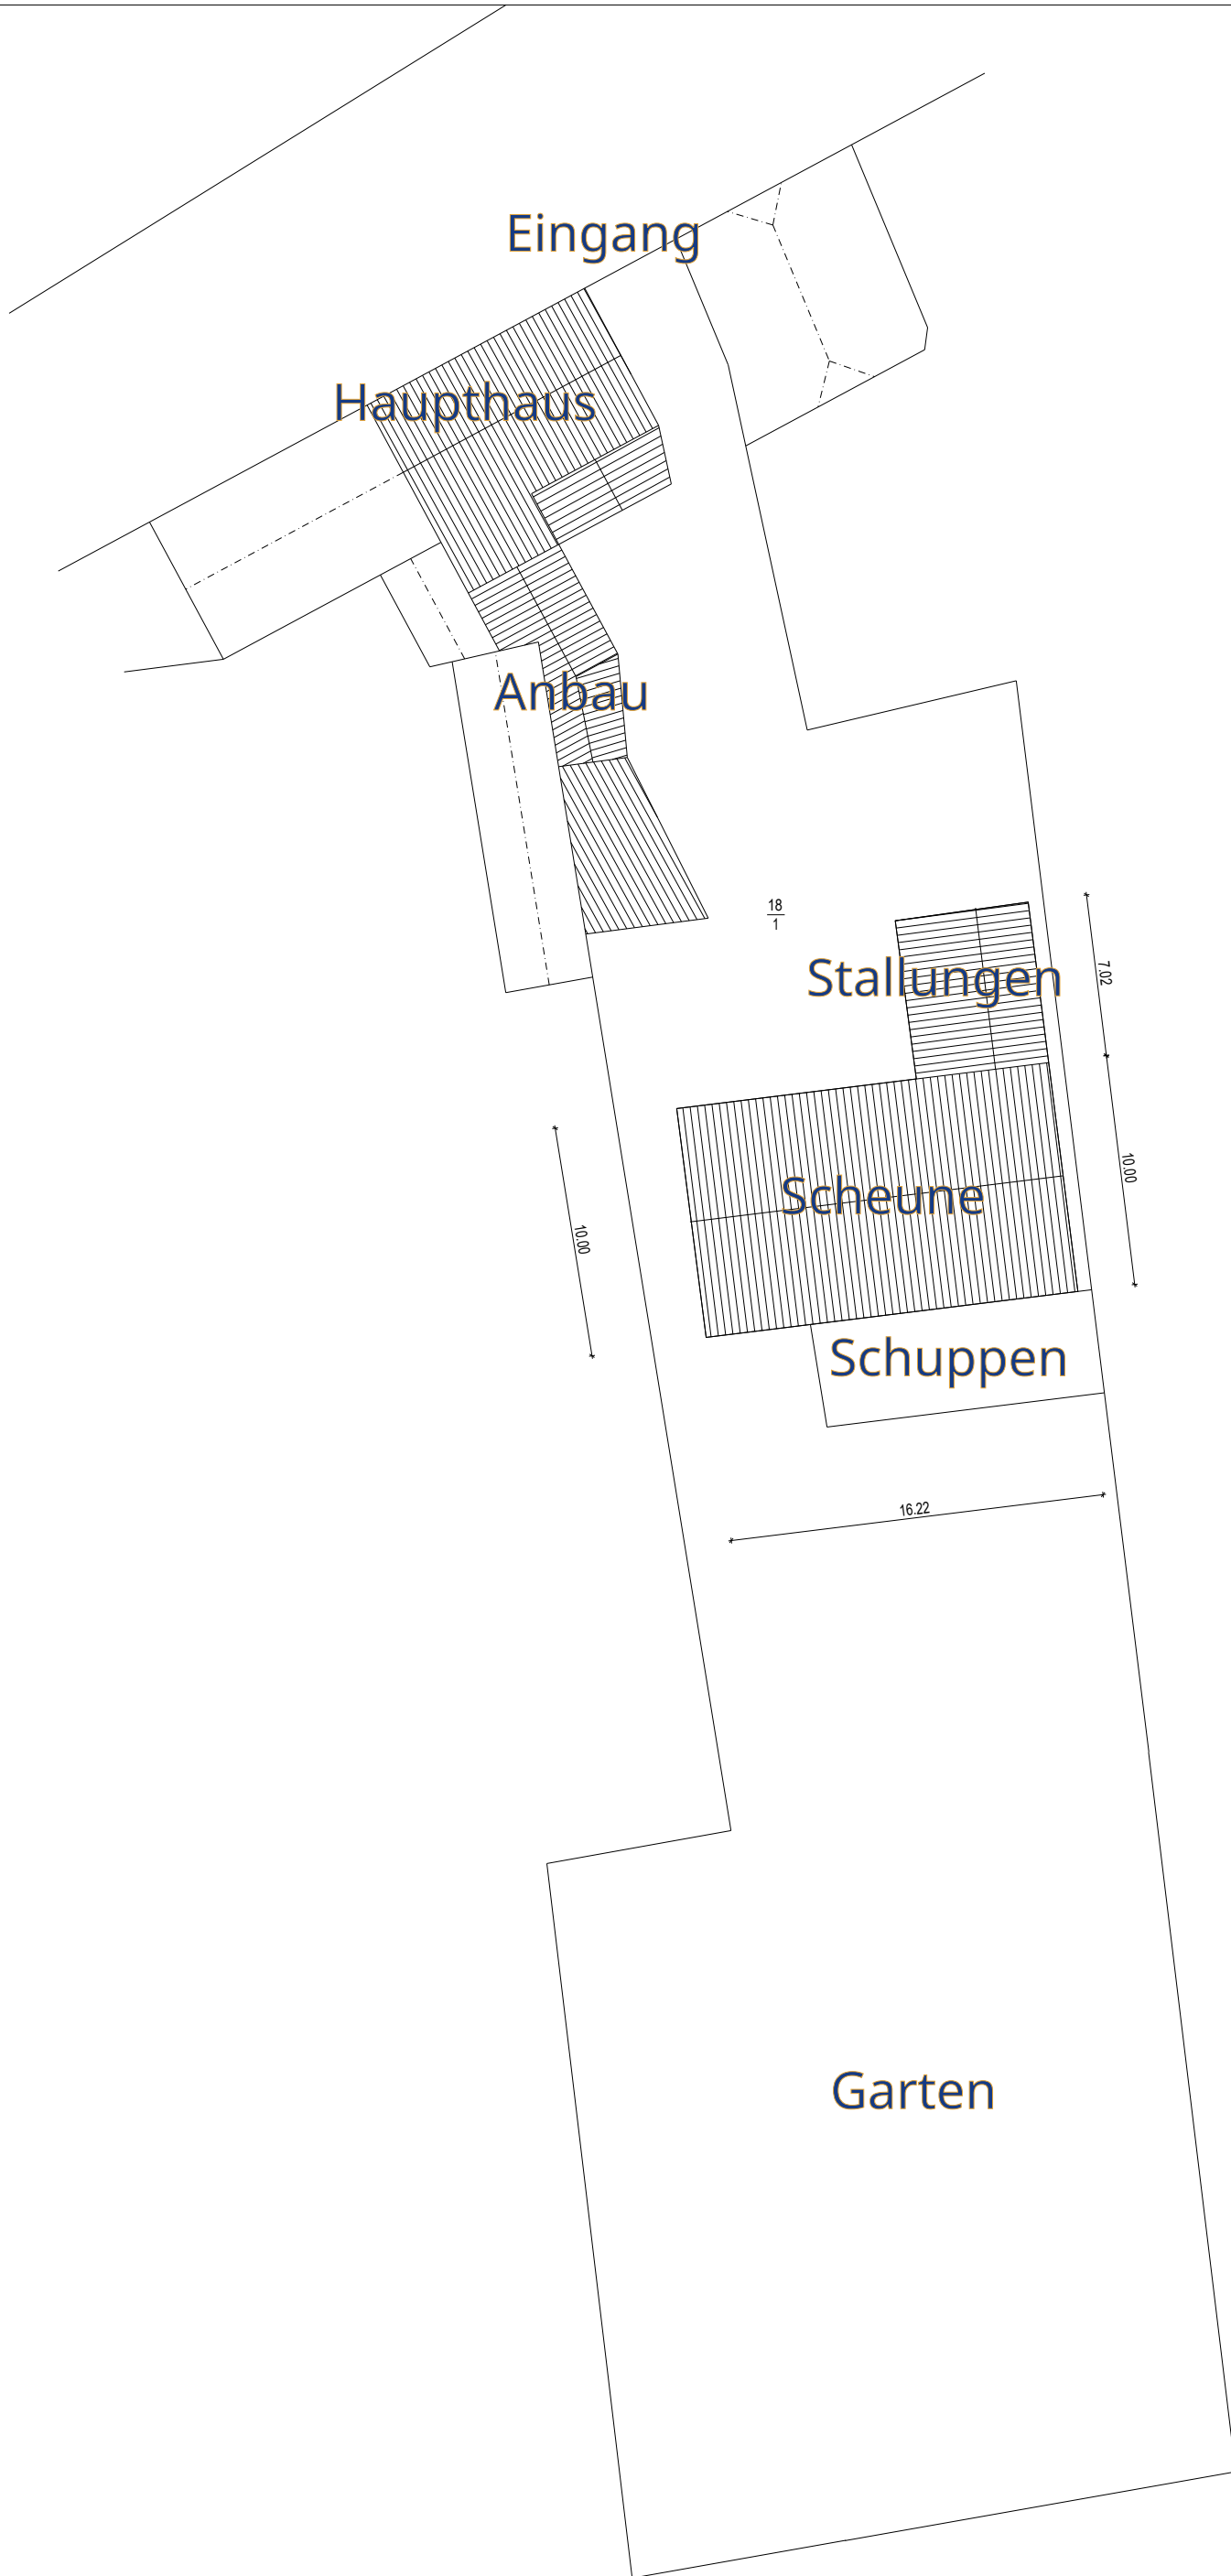 Eingang
Haupthaus
Anbau
18
1
Stallungen
7.02
10.00
Scheune
10.00
Schuppen
16.22
Garten